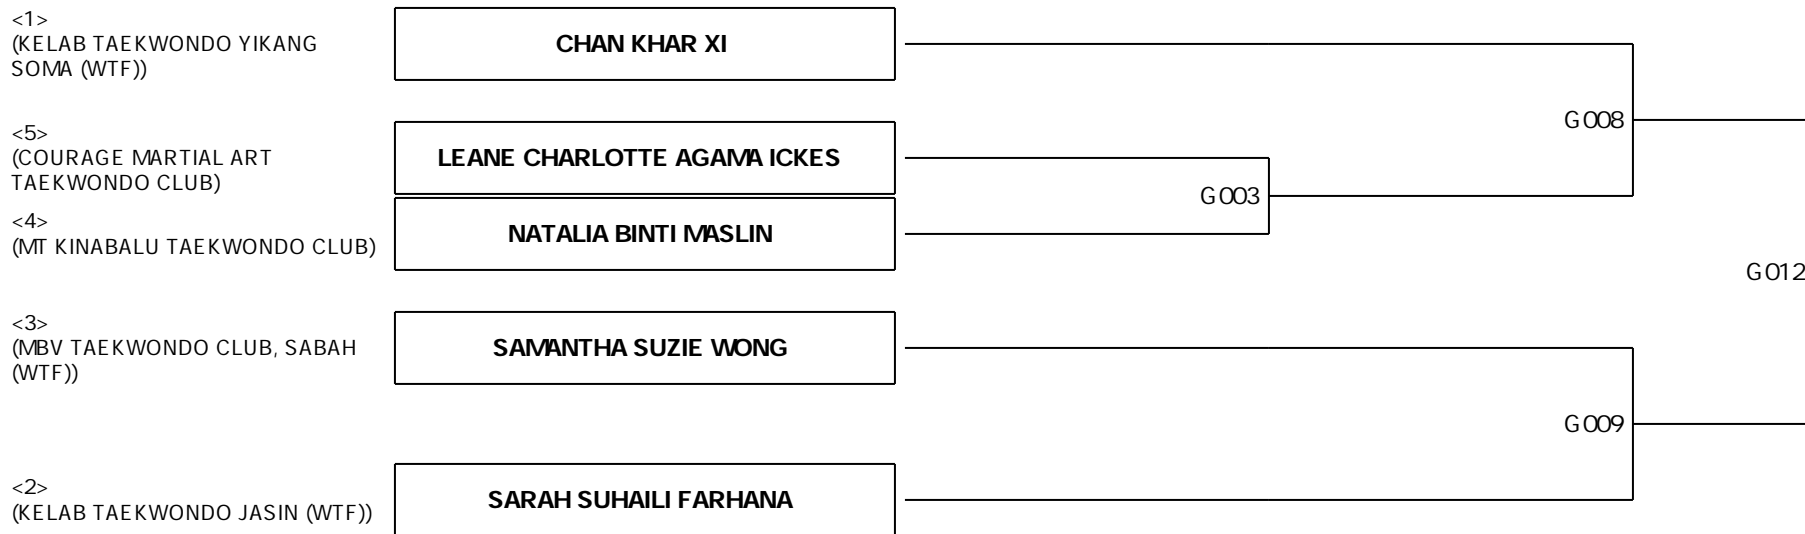 <1>
(KELAB TAEKWONDO YIKANG
SOMA (WTF))
CHAN KHAR XI
G008
<5>
(COURAGE MARTIAL ART
TAEKWONDO CLUB)
LEANE CHARLOTTE AGAMA ICKES
G003
<4>
(MT KINABALU TAEKWONDO CLUB)
NATALIA BINTI MASLIN
G012
<3>
(MBV TAEKWONDO CLUB, SABAH
(WTF))
SAMANTHA SUZIE WONG
G009
<2>
(KELAB TAEKWONDO JASIN (WTF))
SARAH SUHAILI FARHANA